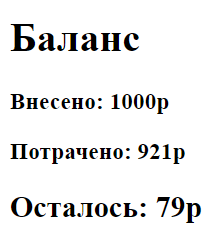 Баланс
Внесено: 1000р
Потрачено: 921р
Осталось: 79р